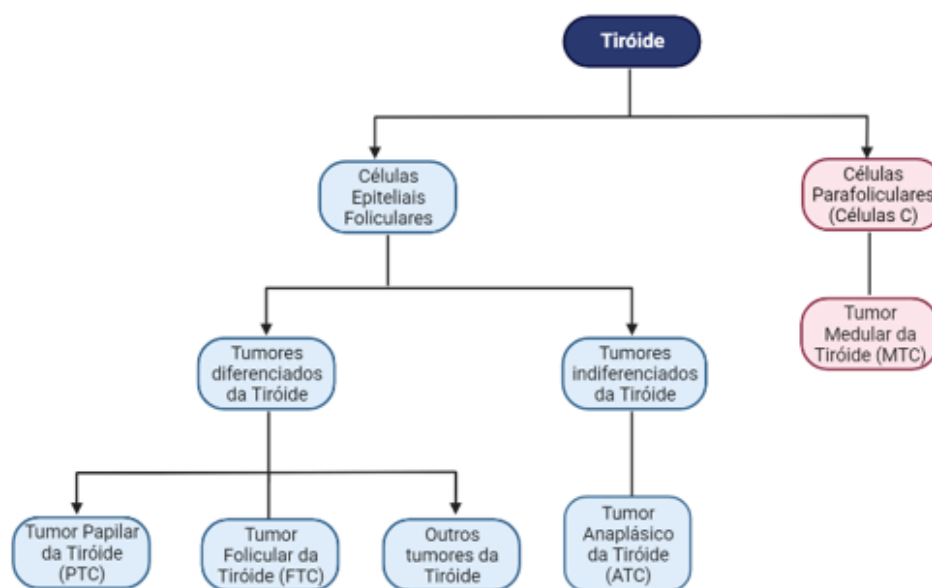 Tiróide
Células
Epiteliais
Foliculares
Células
Parafoliculares
(Células C)
Tumor
Medular da
Tiróide (MTC)
Tumores
diferenciados
da Tiróide
Tumores
indiferenciados
da Tiróide
Tumor Papilar
da Tiróide
(PTC)
Tumor
Folicular da
Tiróide (FTC)
Outros
tumores da
Tiróide
Tumor
Anaplásico
da Tiróide
(ATC)